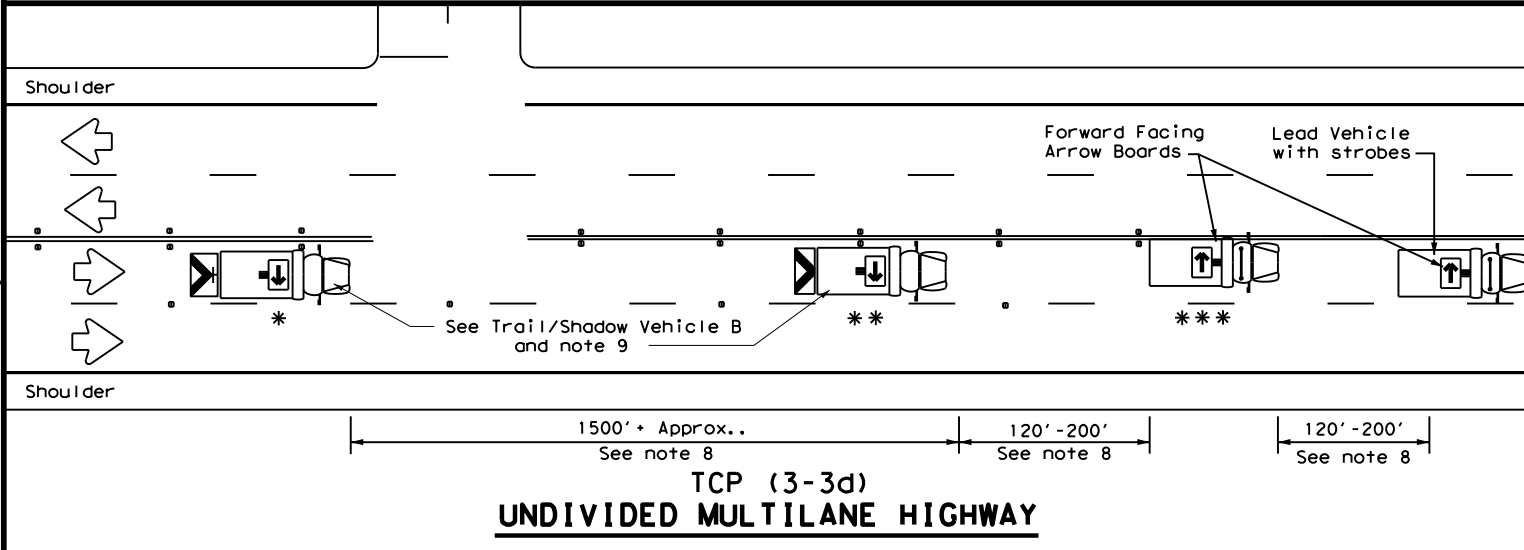 Shoulder
Forward Facing
Arrow Boards
Lead Vehicle
with strobes
*
**
***
See Trail/Shadow Vehicle B
and note 9
Shoulder
1500'+ Approx..
See note 8
120'-200'
See note 8
120'-200'
See note 8
TCP (3-3d)
UNDIVIDED MULTILANE HIGHWAY